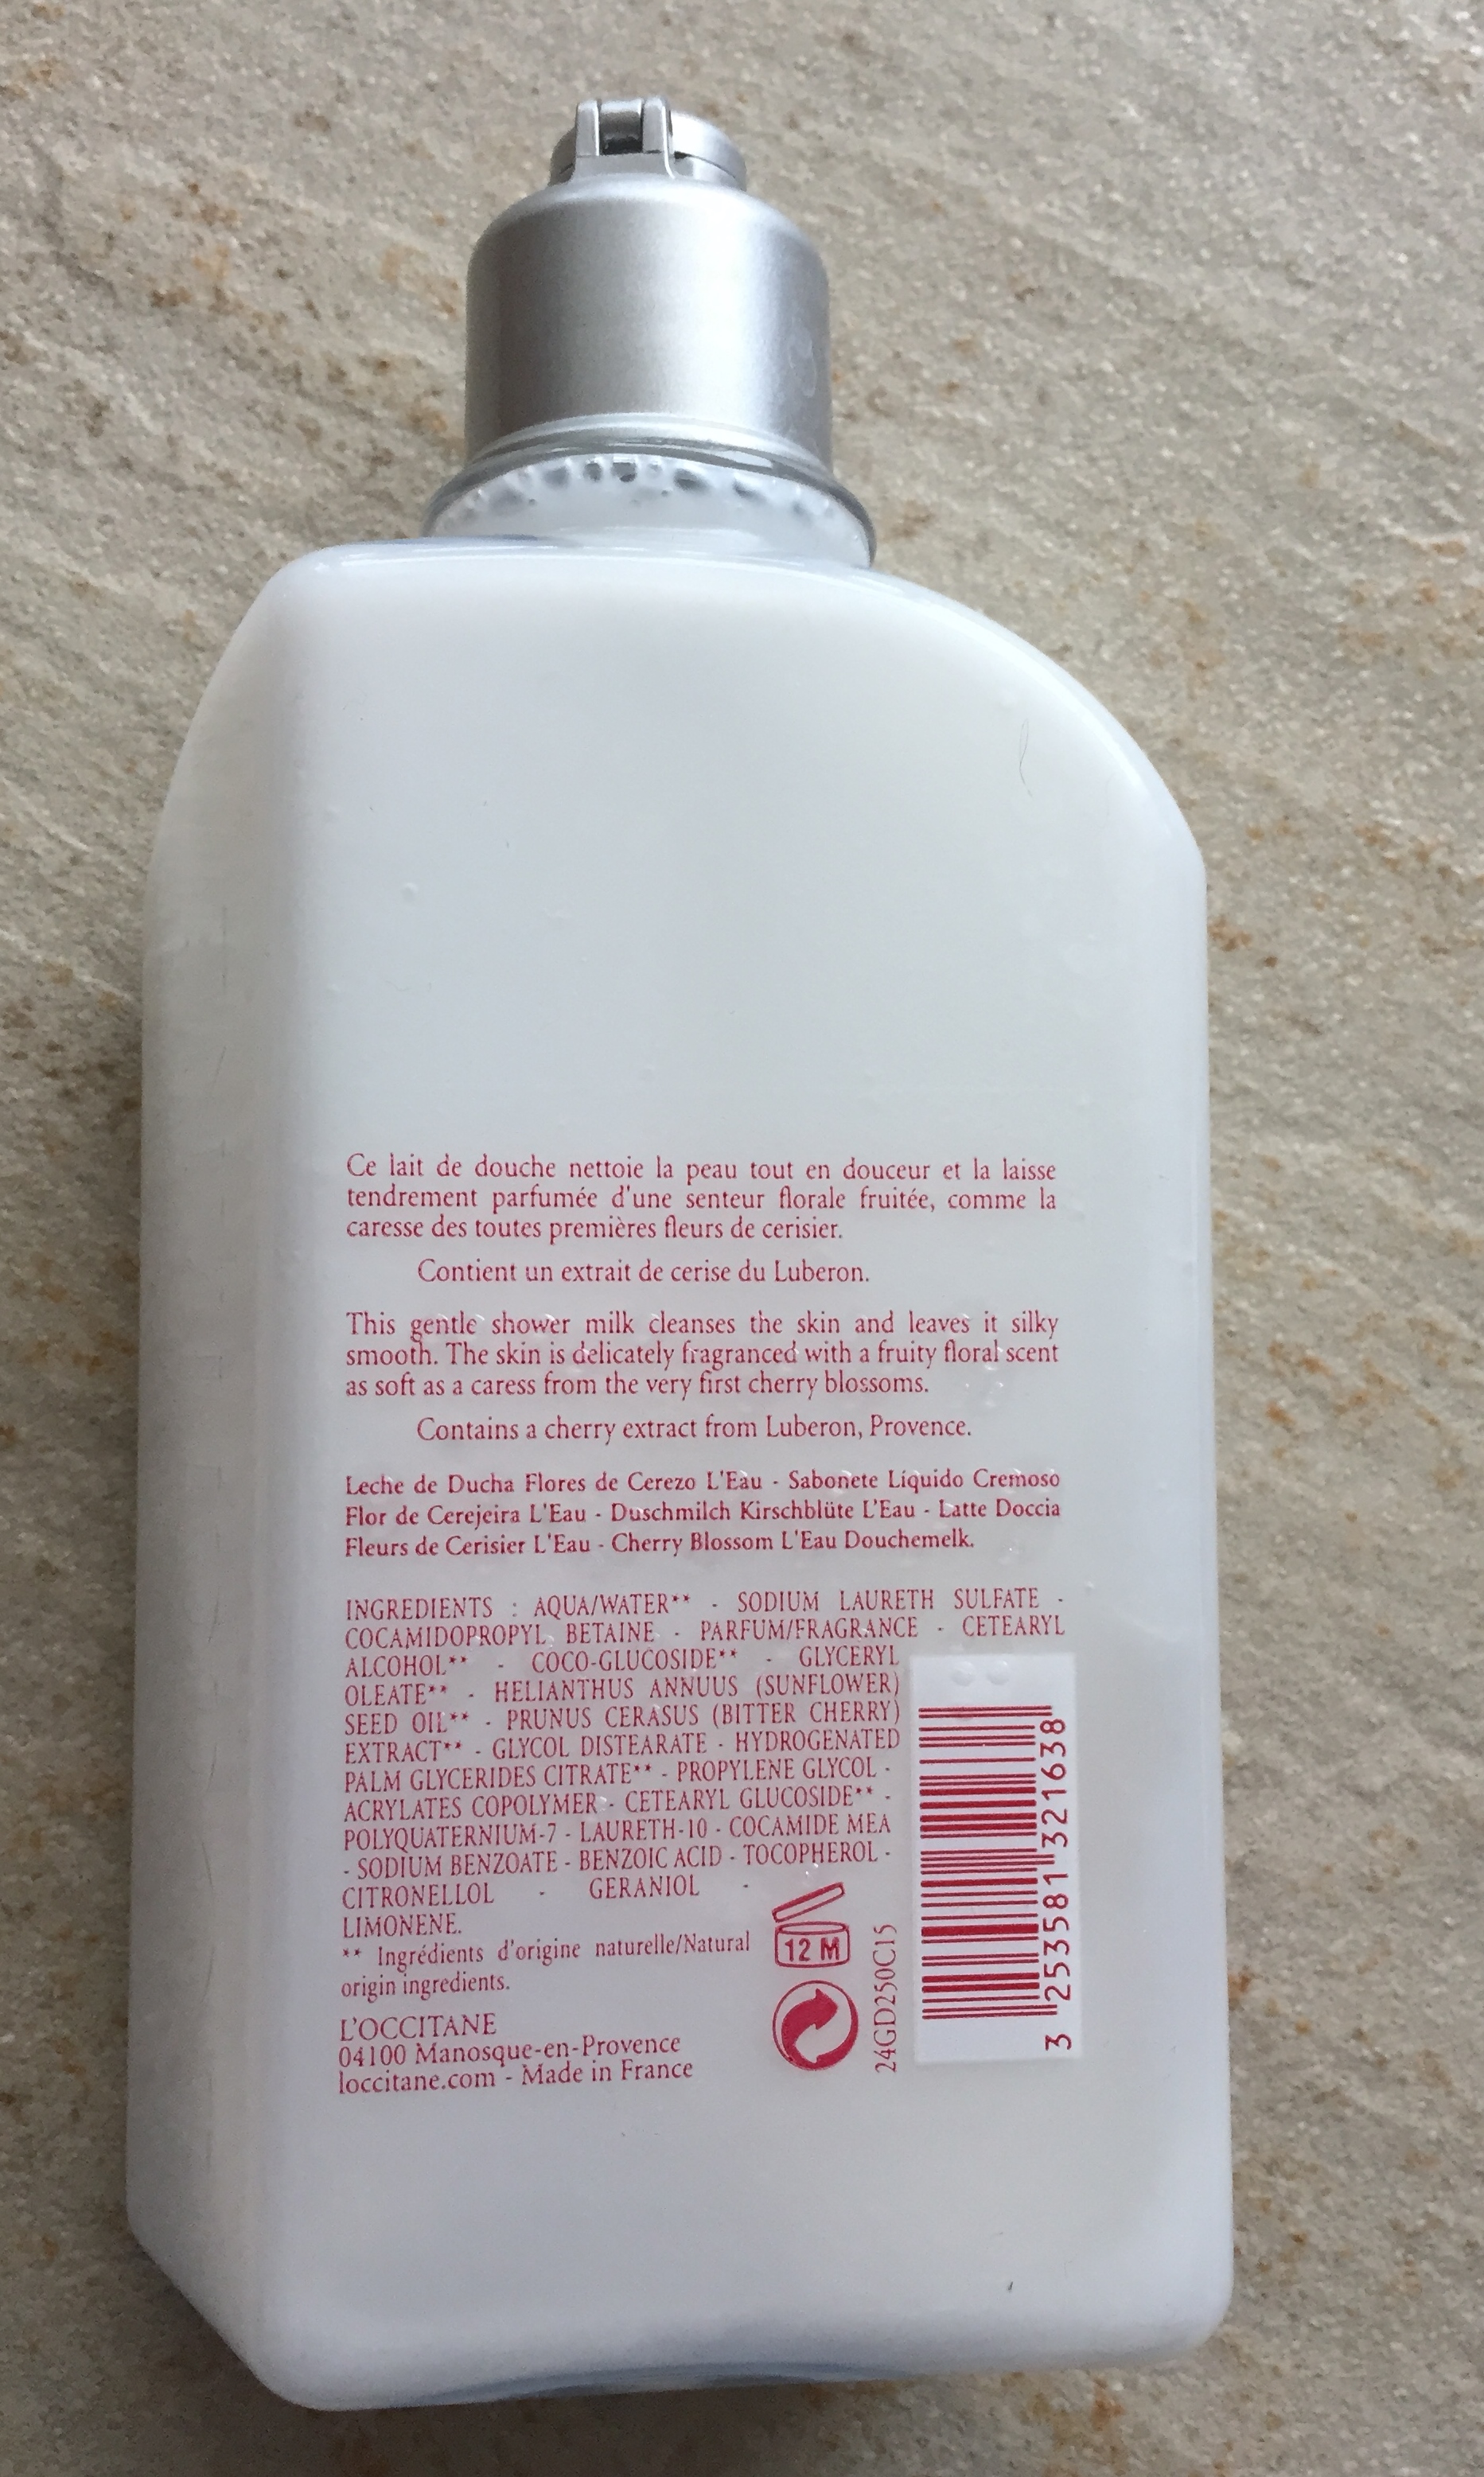 Ce lait de douche nettoie la peau tout en douceur et la laisse
tendrement parfumée d'une senteur florale fruitée, comme la
caresse des toutes premières fleurs de cerisier.
Contient un extrait de cerise du Luberon.
This gentle shower milk cleanses the skin and leaves it silky
smooth. The skin is delicately fragranced with a fruity floral scent
as soft as a caress from the very first cherry blossoms.
Contains a cherry extract from Luberon, Provence.
Leche de Ducha Flores de Cerezo L'Eau - Sabonete Líquido Cremoso
Flor de Cerejeira L'Eau - Duschmilch Kirschblüte L'Eau - Latte Doccia
Fleurs de Cerisier L'Eau - Cherry Blossom L'Eau Douchemelk.
INGREDIENTS : AQUA/WATER** - SODIUM LAURETH SULFATE -
COCAMIDOPROPYL BETAINE - PARFUM/FRAGRANCE - CETEARYL
ALCOHOL** - COCO-GLUCOSIDE** - GLYCERYL
OLEATE** - HELIANTHUS ANNUUS (SUNFLOWER)
SEED OIL** - PRUNUS CERASUS (BITTER CHERRY)
EXTRACT** - GLYCOL DISTEARATE - HYDROGENATED
PALM GLYCERIDES CITRATE** - PROPYLENE GLYCOL -
ACRYLATES COPOLYMER - CETEARYL GLUCOSIDE** -
POLYQUATERNIUM-7 - LAURETH-10 - COCAMIDE MEA
- SODIUM BENZOATE - BENZOIC ACID - TOCOPHEROL -
CITRONELLOL - GERANIOL -
LIMONENE.
** Ingrédients d'origine naturelle/Natural
origin ingredients.
L'OCCITANE
04100 Manosque-en-Provence
loccitane.com - Made in France
12 M
24GD250C15
3 253581 321638